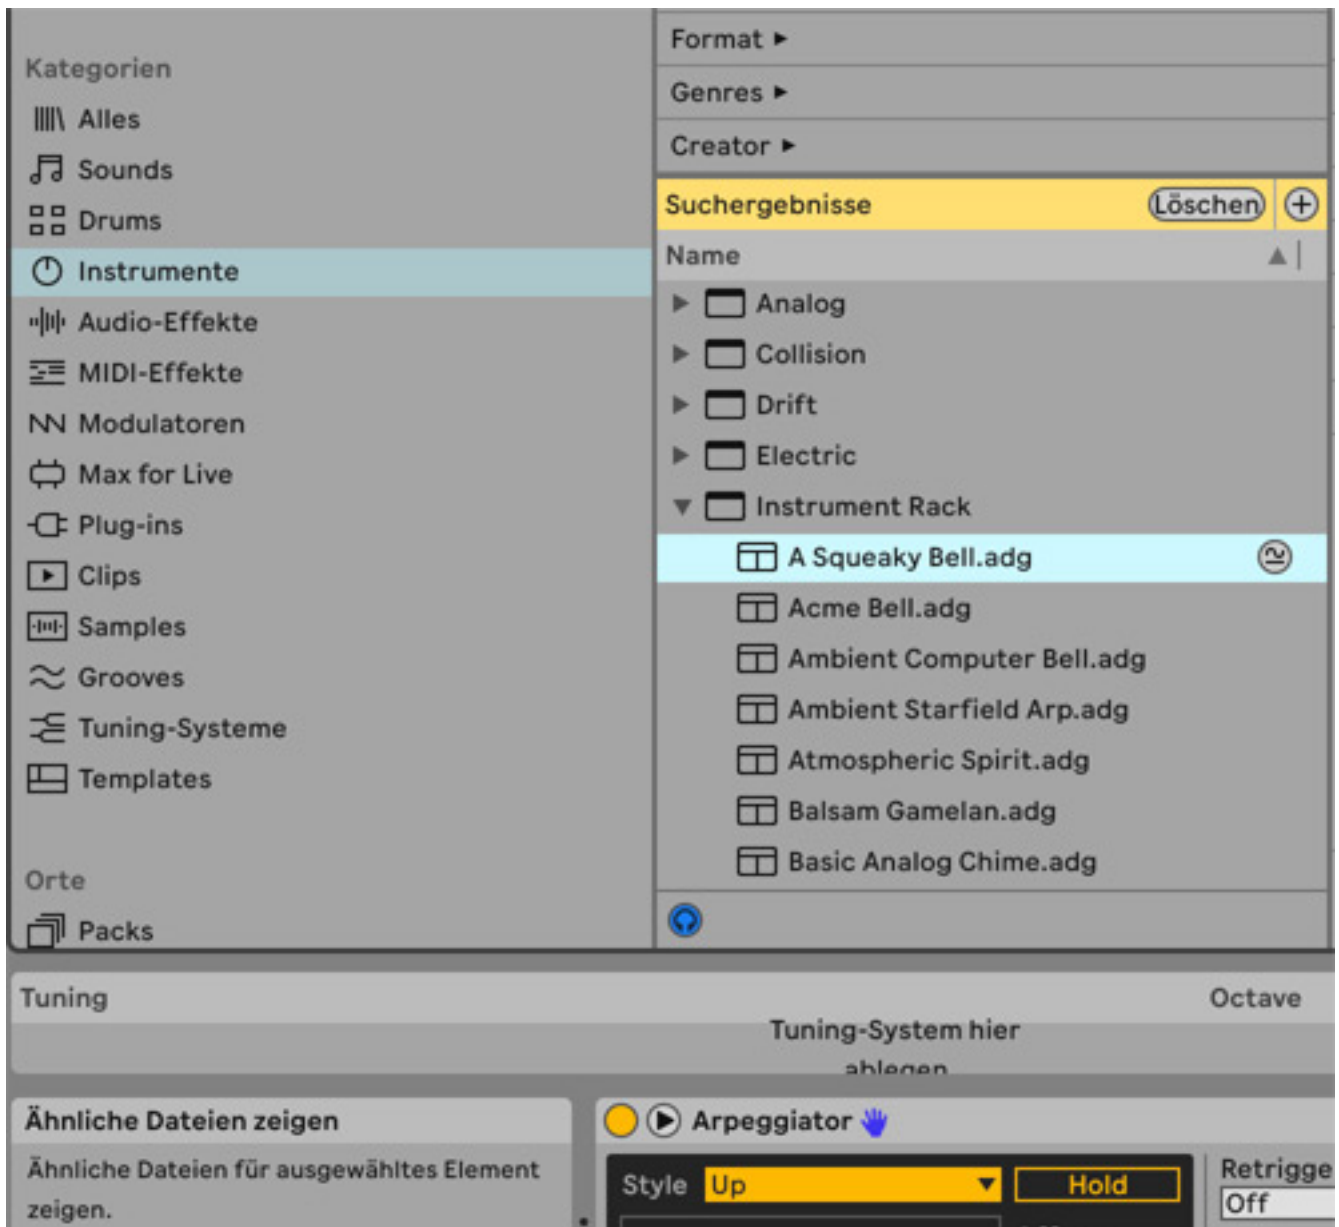 Kategorien
Alles
Sounds
Drums
Instrumente
Audio-Effekte
MIDI-Effekte
Modulatoren
Max for Live
Plug-ins
Clips
Samples
Grooves
Tuning-Systeme
Templates
Orte
Packs
Format
Genres
Creator
Suchergebnisse Löschen
Name
Analog
Collision
Drift
Electric
Instrument Rack
A Squeaky Bell.adg
Acme Bell.adg
Ambient Computer Bell.adg
Ambient Starfield Arp.adg
Atmospheric Spirit.adg
Balsam Gamelan.adg
Basic Analog Chime.adg
Tuning Octave
Tuning-System hier
ablegen
Ähnliche Dateien zeigen
Ähnliche Dateien für ausgewähltes Element
zeigen.
Arpeggiator
Style Up Hold
Retrigge
Off